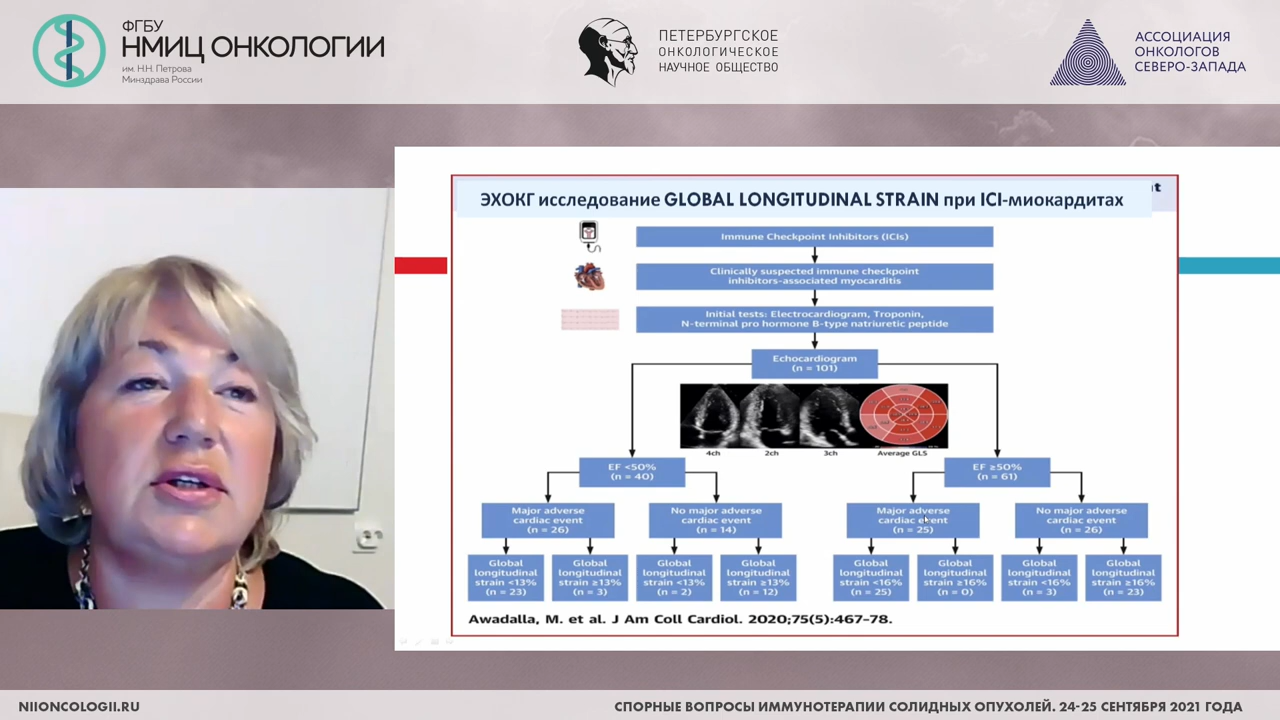 ФГБУ
НМИЦ ОНКОЛОГИИ
им. Н.Н. Петрова
Минздрава России
ПЕТЕРБУРГСКОЕ
ОНКОЛОГИЧЕСКОЕ
НАУЧНОЕ ОБЩЕСТВО
АССОЦИАЦИЯ
ОНКОЛОГОВ
СЕВЕРО-ЗАПАДА
ЭХОКГ исследование GLOBAL LONGITUDINAL STRAIN при ICI-миокардитах
Immune Checkpoint Inhibitors (ICIs)
Clinically suspected immune checkpoint
inhibitors-associated myocarditis
Initial tests: Electrocardiogram, Troponin,
N-terminal pro hormone B-type natriuretic peptide
Echocardiogram
(n = 101)
4ch
2ch
3ch
Average GLS
EF <50%
(n = 40)
EF ≥50%
(n = 61)
Major adverse
cardiac event
(n = 26)
No major adverse
cardiac event
(n = 14)
Major adverse
cardiac event
(n = 25)
No major adverse
cardiac event
(n = 26)
Global
longitudinal
strain <13%
(n = 23)
Global
longitudinal
strain ≥13%
(n = 3)
Global
longitudinal
strain <13%
(n = 2)
Global
longitudinal
strain ≥13%
(n = 12)
Global
longitudinal
strain <16%
(n = 25)
Global
longitudinal
strain ≥16%
(n = 0)
Global
longitudinal
strain <16%
(n = 3)
Global
longitudinal
strain ≥16%
(n = 23)
Awadalla, M. et al. J Am Coll Cardiol. 2020;75(5):467–78.
NIIONCOLOGII.RU
СПОРНЫЕ ВОПРОСЫ ИММУНОТЕРАПИИ СОЛИДНЫХ ОПУХОЛЕЙ. 24-25 СЕНТЯБРЯ 2021 ГОДА